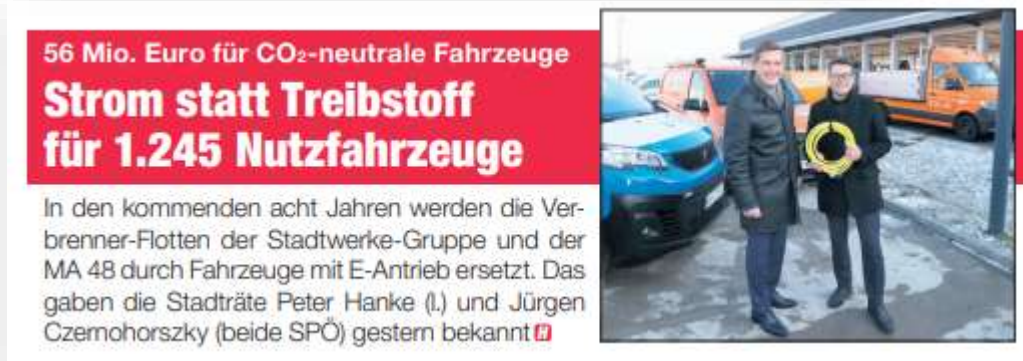 56 Mio. Euro für CO₂-neutrale Fahrzeuge
Strom statt Treibstoff
für 1.245 Nutzfahrzeuge
In den kommenden acht Jahren werden die Ver-
brenner-Flotten der Stadtwerke-Gruppe und der
MA 48 durch Fahrzeuge mit E-Antrieb ersetzt. Das
gaben die Stadträte Peter Hanke (l.) und Jürgen
Czernohorszky (beide SPÖ) gestern bekannt